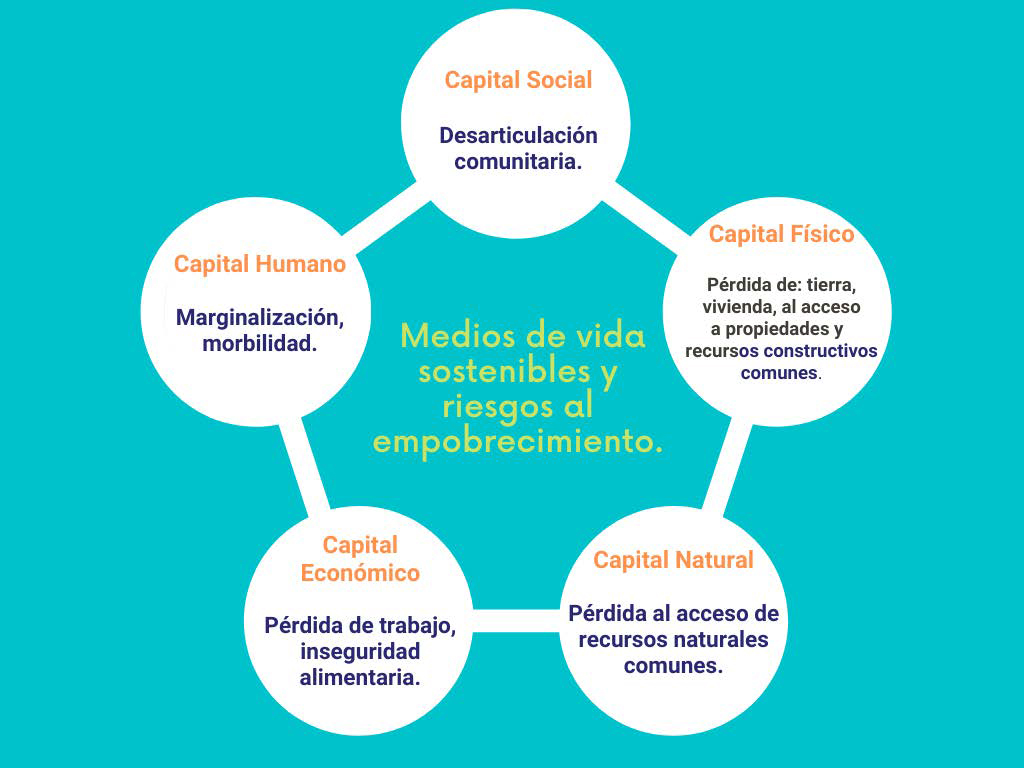 Capital Social
Desarticulación
comunitaria.
Capital Humano
Marginalización,
morbilidad.
Capital Físico
Pérdida de: tierra,
vivienda, al acceso
a propiedades y
recursos constructivos
comunes.
Medios de vida
sostenibles y
riesgos al
empobrecimiento.
Capital
Económico
Pérdida de trabajo,
inseguridad
alimentaria.
Capital Natural
Pérdida al acceso de
recursos naturales
comunes.